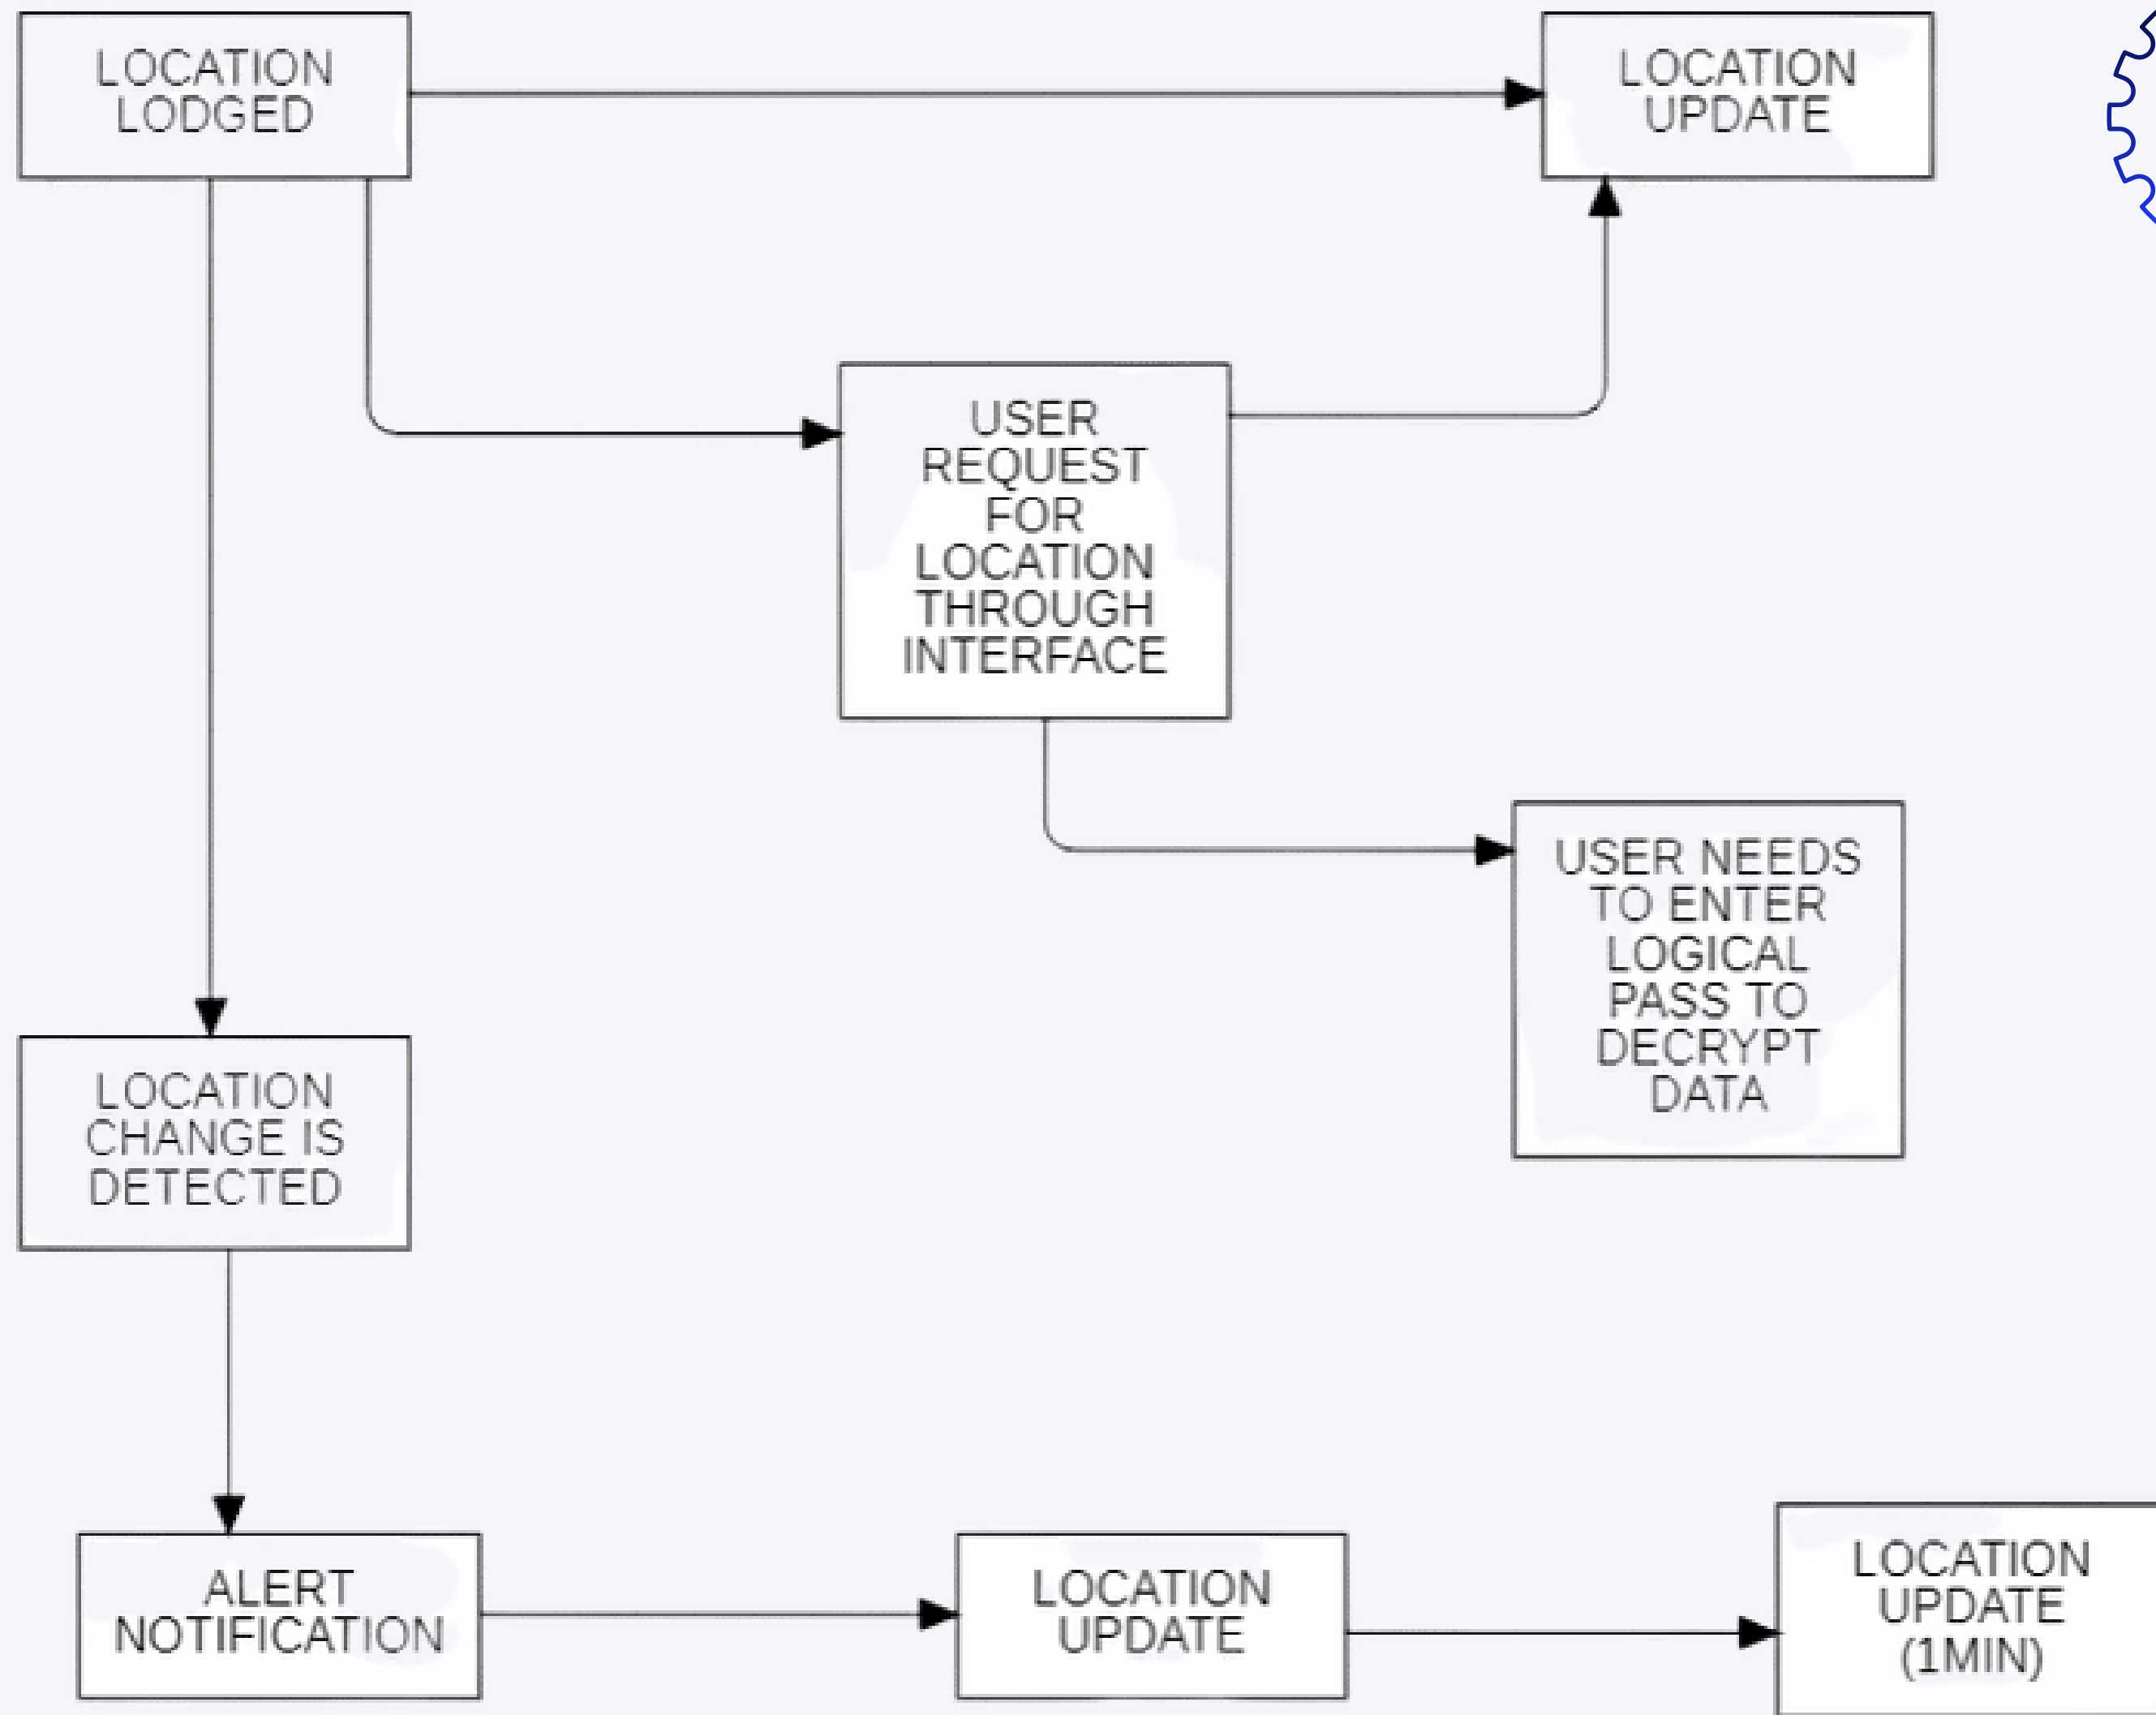 LOCATION
LODGED
LOCATION
UPDATE
USER
REQUEST
FOR
LOCATION
THROUGH
INTERFACE
USER NEEDS
TO ENTER
LOGICAL
PASS TO
DECRYPT
DATA
LOCATION
CHANGE IS
DETECTED
ALERT
NOTIFICATION
LOCATION
UPDATE
LOCATION
UPDATE
(1MIN)